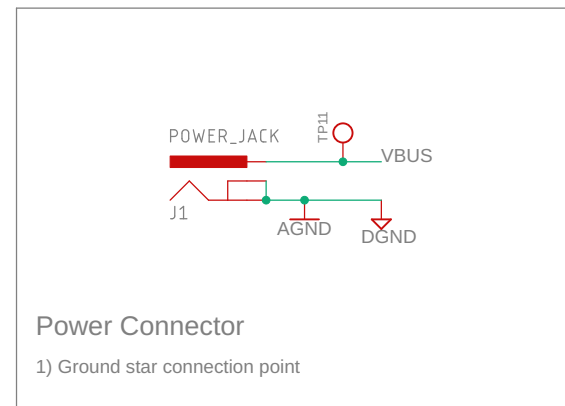 TP11
POWER_JACK
VBUS
J1
AGND
DGND
Power Connector
1) Ground star connection point